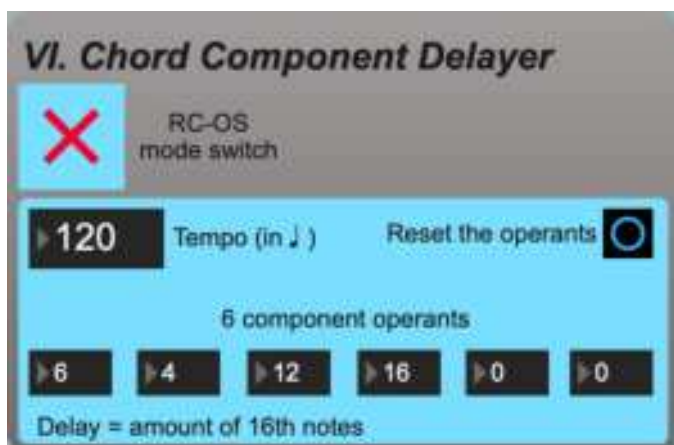 VI. Chord Component Delayer
RC-OS
mode switch
120 Tempo (in ♩) Reset the operants
6 component operants
6 4 12 16 0 0
Delay = amount of 16th notes